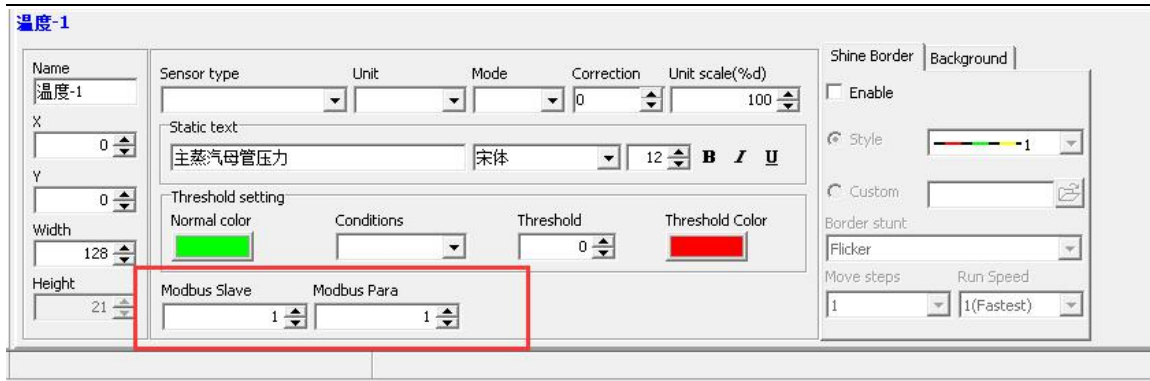 温度-1
Name
温度-1
X
0
Y
0
Width
128
Height
21
Sensor type Unit Mode Correction Unit scale(%d)
0 100
Static text
主蒸汽母管压力 宋体 12 B I U
Threshold setting
Normal color Conditions Threshold Threshold Color
0
Modbus Slave Modbus Para
1 1
Shine Border Background
Enable
Style -1
Custom
Border stunt
Flicker
Move steps Run Speed
1 1(Fastest)